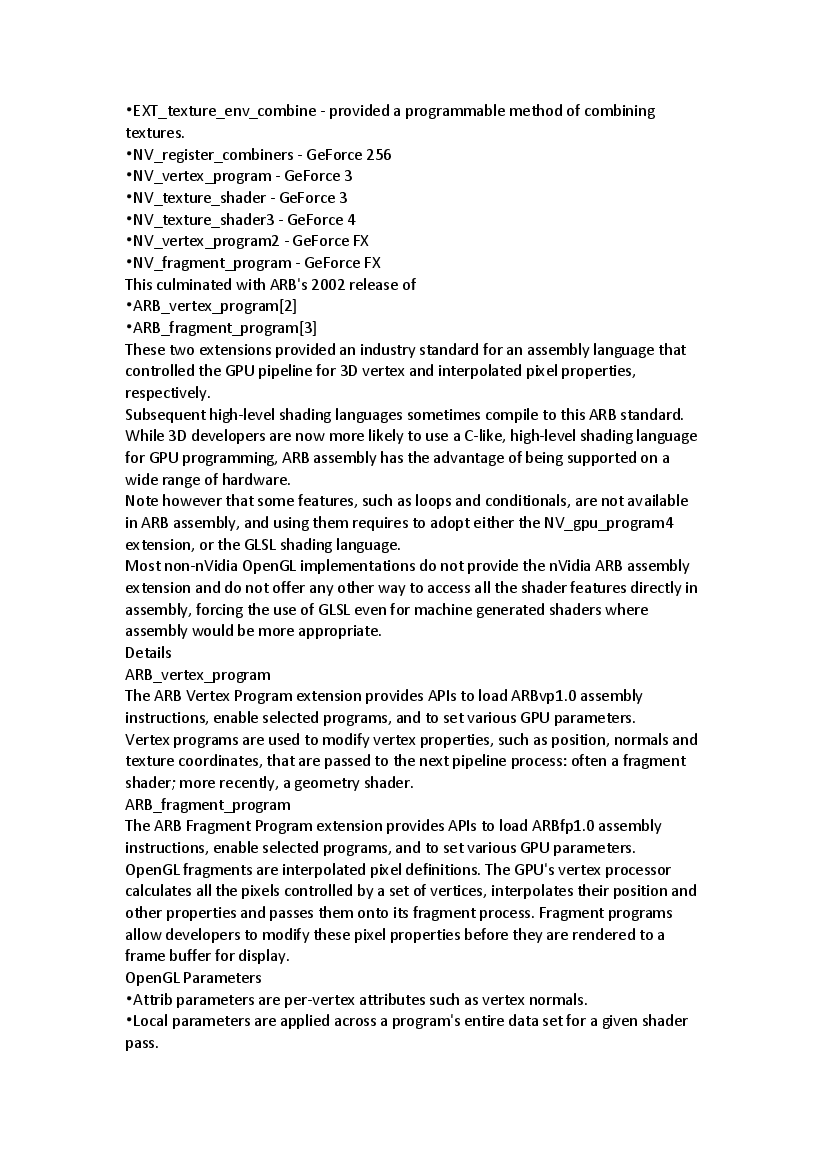 •EXT_texture_env_combine - provided a programmable method of combining
textures.
•NV_register_combiners - GeForce 256
•NV_vertex_program - GeForce 3
•NV_texture_shader - GeForce 3
•NV_texture_shader3 - GeForce 4
•NV_vertex_program2 - GeForce FX
•NV_fragment_program - GeForce FX
This culminated with ARB's 2002 release of
•ARB_vertex_program[2]
•ARB_fragment_program[3]
These two extensions provided an industry standard for an assembly language that
controlled the GPU pipeline for 3D vertex and interpolated pixel properties,
respectively.
Subsequent high-level shading languages sometimes compile to this ARB standard.
While 3D developers are now more likely to use a C-like, high-level shading language
for GPU programming, ARB assembly has the advantage of being supported on a
wide range of hardware.
Note however that some features, such as loops and conditionals, are not available
in ARB assembly, and using them requires to adopt either the NV_gpu_program4
extension, or the GLSL shading language.
Most non-nVidia OpenGL implementations do not provide the nVidia ARB assembly
extension and do not offer any other way to access all the shader features directly in
assembly, forcing the use of GLSL even for machine generated shaders where
assembly would be more appropriate.
Details
ARB_vertex_program
The ARB Vertex Program extension provides APIs to load ARBvp1.0 assembly
instructions, enable selected programs, and to set various GPU parameters.
Vertex programs are used to modify vertex properties, such as position, normals and
texture coordinates, that are passed to the next pipeline process: often a fragment
shader; more recently, a geometry shader.
ARB_fragment_program
The ARB Fragment Program extension provides APIs to load ARBfp1.0 assembly
instructions, enable selected programs, and to set various GPU parameters.
OpenGL fragments are interpolated pixel definitions. The GPU's vertex processor
calculates all the pixels controlled by a set of vertices, interpolates their position and
other properties and passes them onto its fragment process. Fragment programs
allow developers to modify these pixel properties before they are rendered to a
frame buffer for display.
OpenGL Parameters
•Attrib parameters are per-vertex attributes such as vertex normals.
•Local parameters are applied across a program's entire data set for a given shader
pass.